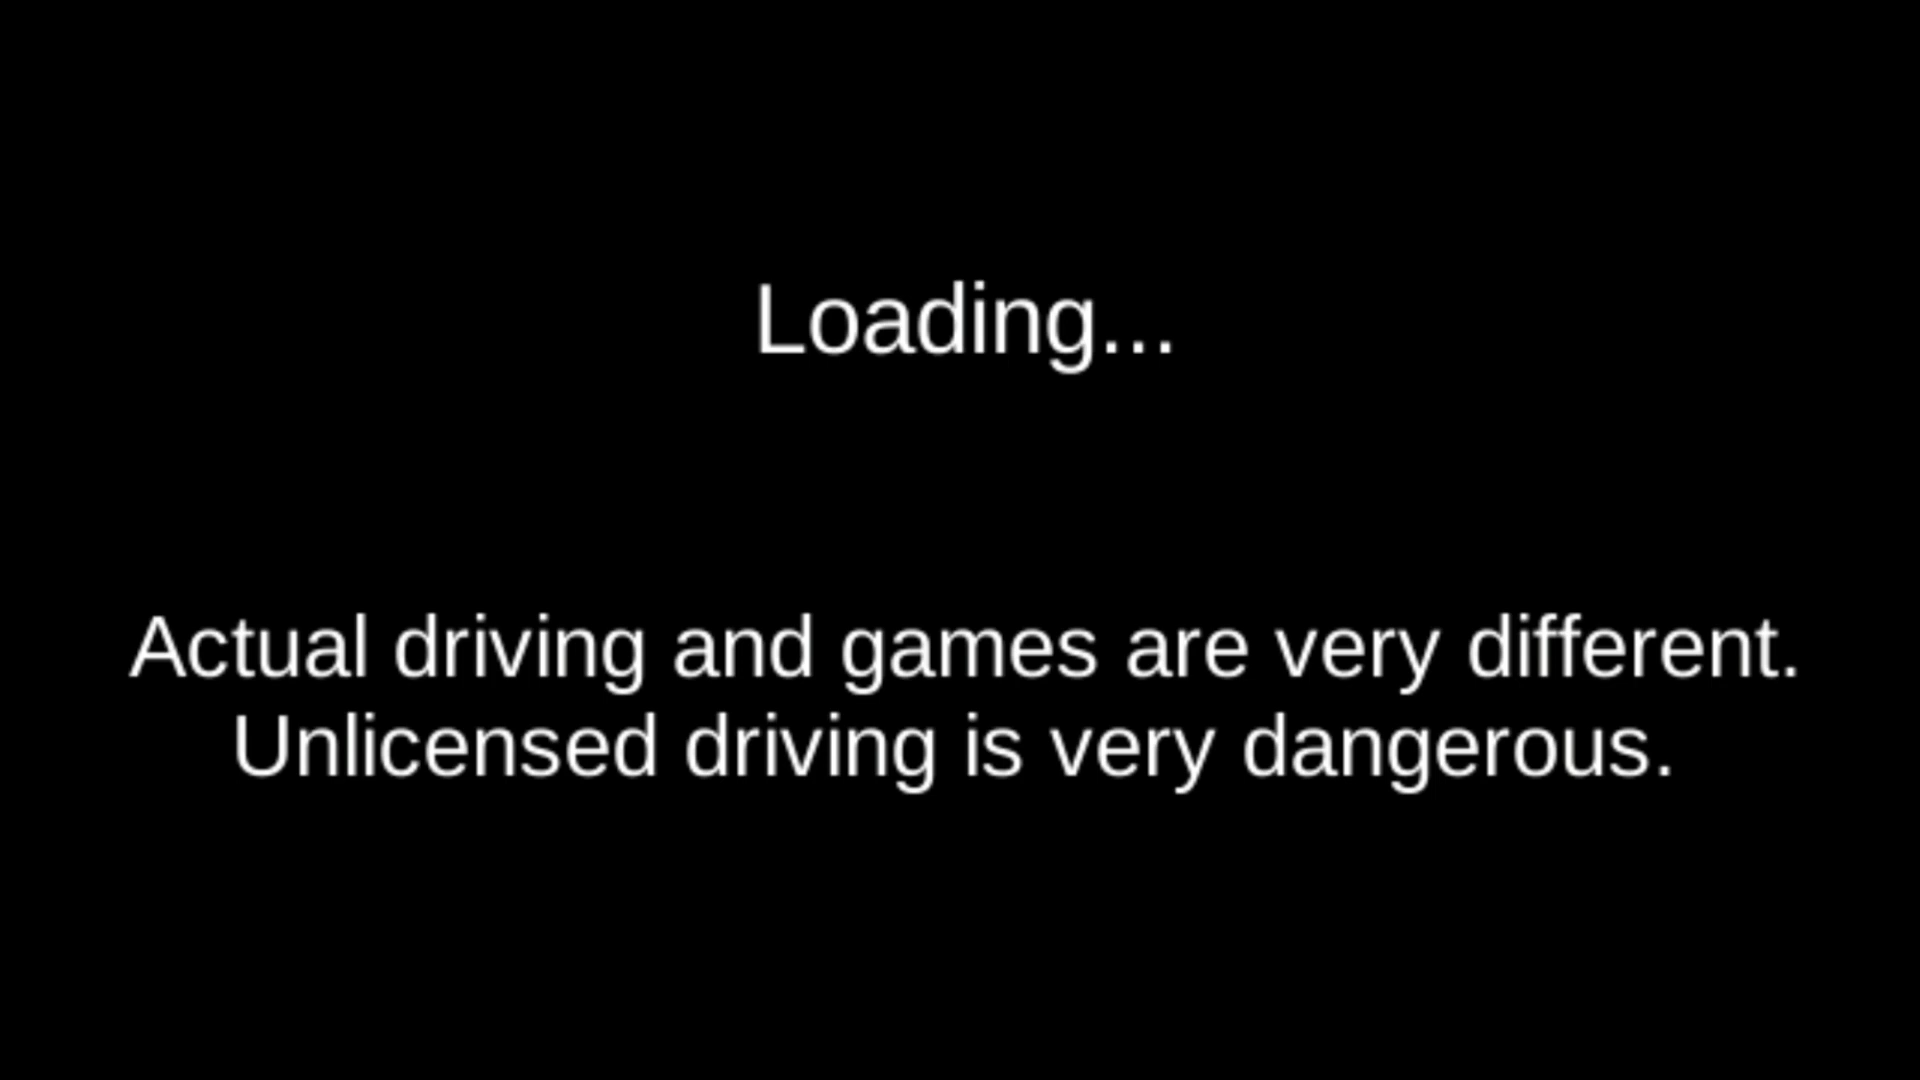 Loading...
Actual driving and games are very different.
Unlicensed driving is very dangerous.